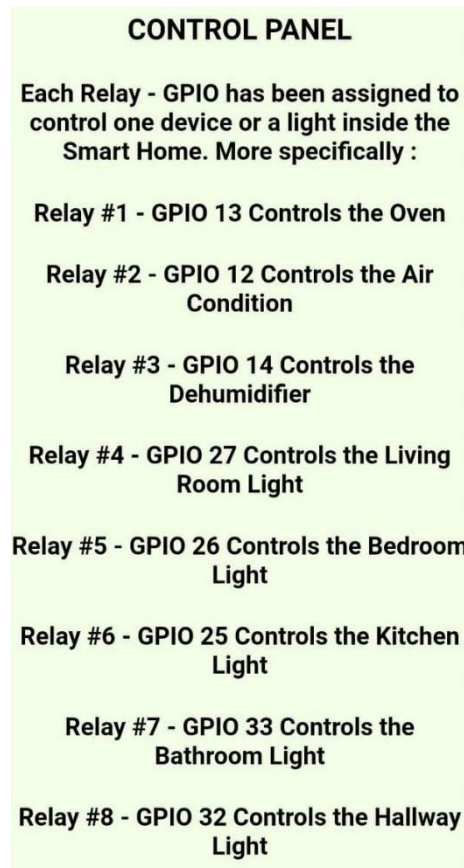 CONTROL PANEL
Each Relay - GPIO has been assigned to
control one device or a light inside the
Smart Home. More specifically :
Relay #1 - GPIO 13 Controls the Oven
Relay #2 - GPIO 12 Controls the Air
Condition
Relay #3 - GPIO 14 Controls the
Dehumidifier
Relay #4 - GPIO 27 Controls the Living
Room Light
Relay #5 - GPIO 26 Controls the Bedroom
Light
Relay #6 - GPIO 25 Controls the Kitchen
Light
Relay #7 - GPIO 33 Controls the
Bathroom Light
Relay #8 - GPIO 32 Controls the Hallway
Light